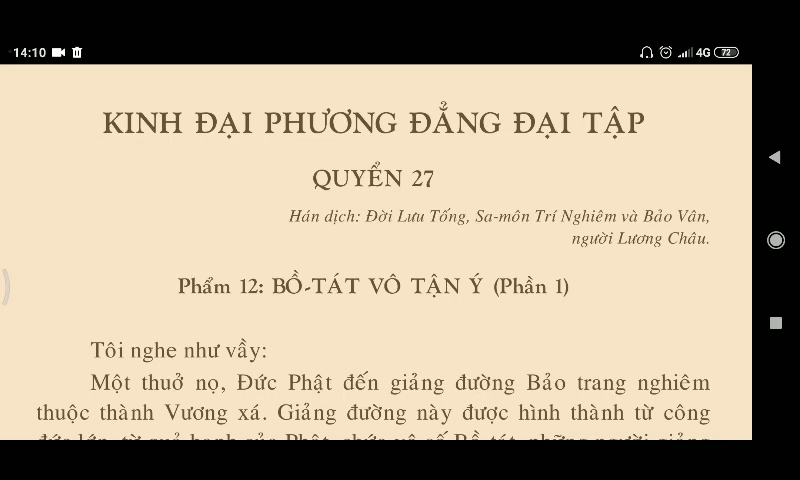 14:10
4G 72
KINH ĐẠI PHƯƠNG ĐẲNG ĐẠI TẬP
QUYỂN 27
Hán dịch: Đời Lưu Tống, Sa-môn Trí Nghiêm và Bảo Vân,
người Lương Châu.
Phẩm 12: BỒ-TÁT VÔ TẬN Ý (Phần 1)
Tôi nghe như vầy:
Một thuở nọ, Đức Phật đến giảng đường Bảo trang nghiêm
thuộc thành Vương xá. Giảng đường này được hình thành từ công